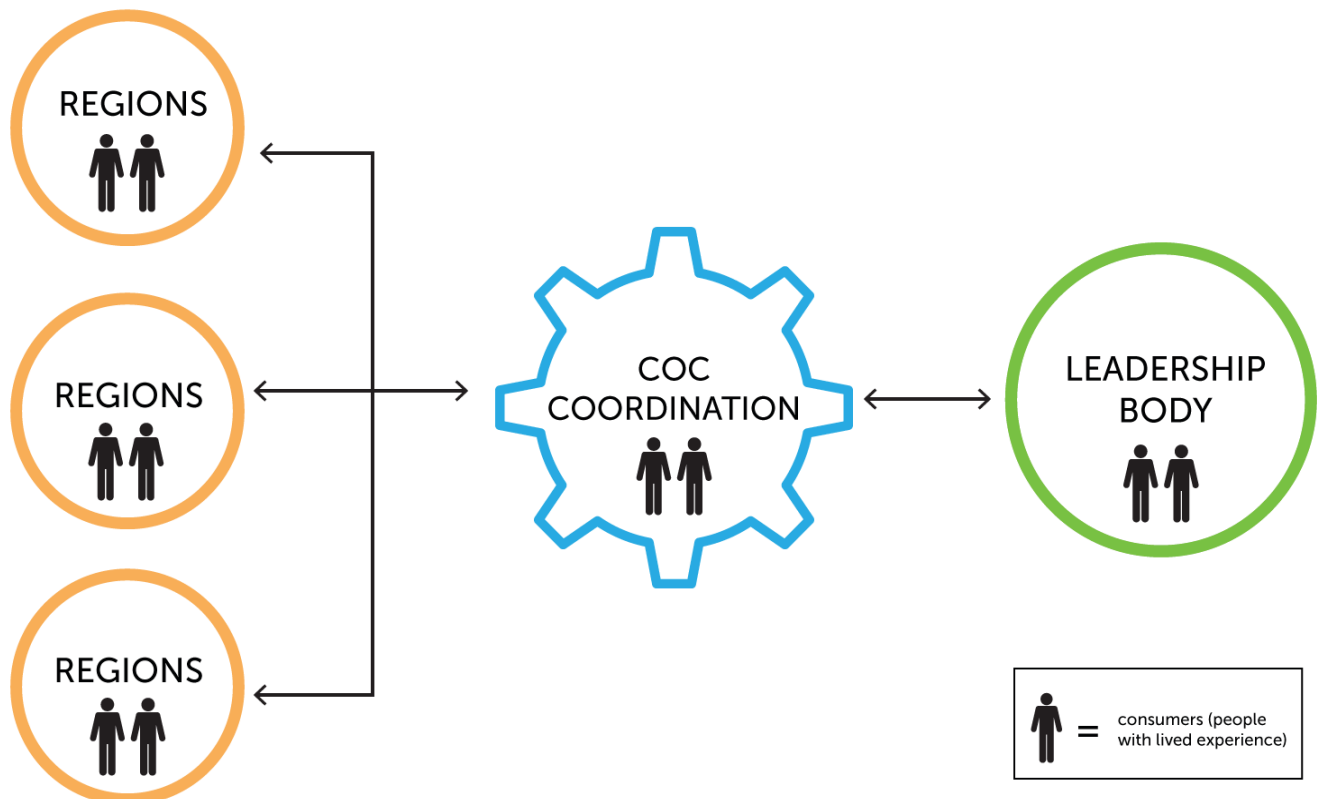 REGIONS
REGIONS
REGIONS
COC
COORDINATION
LEADERSHIP
BODY
= consumers (people
with lived experience)